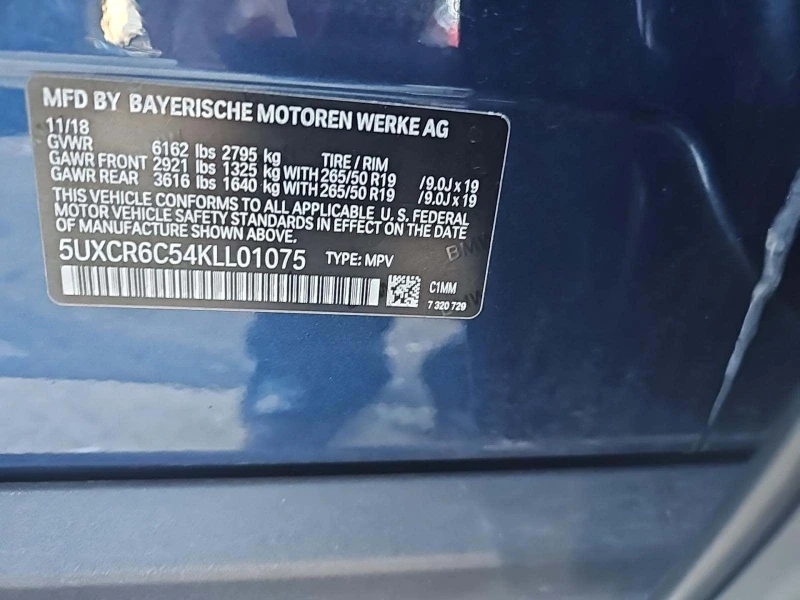 MFD BY BAYERISCHE MOTOREN WERKE AG
11/18
GVWR 6162 lbs 2795 kg TIRE / RIM
GAWR FRONT 2921 lbs 1325 kg WITH 265/50 R19 /9.0J x 19
GAWR REAR 3616 lbs 1640 kg WITH 265/50 R19 /9.0J x 19
THIS VEHICLE CONFORMS TO ALL APPLICABLE U.S. FEDERAL
MOTOR VEHICLE SAFETY STANDARDS IN EFFECT ON THE DATE
OF MANUFACTURE SHOWN ABOVE.
5UXCR6C54KLL01075 TYPE: MPV
BMW
C1MM
7 320 729